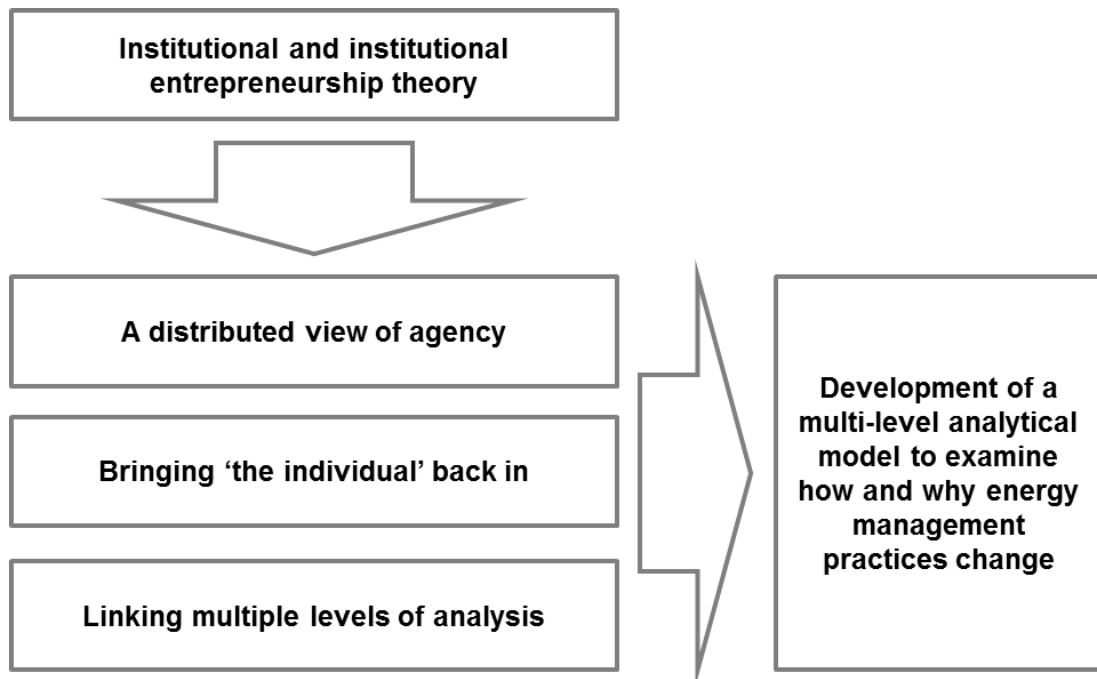 Institutional and institutional
entrepreneurship theory
A distributed view of agency
Bringing ‘the individual’ back in
Linking multiple levels of analysis
Development of a
multi-level analytical
model to examine
how and why energy
management
practices change